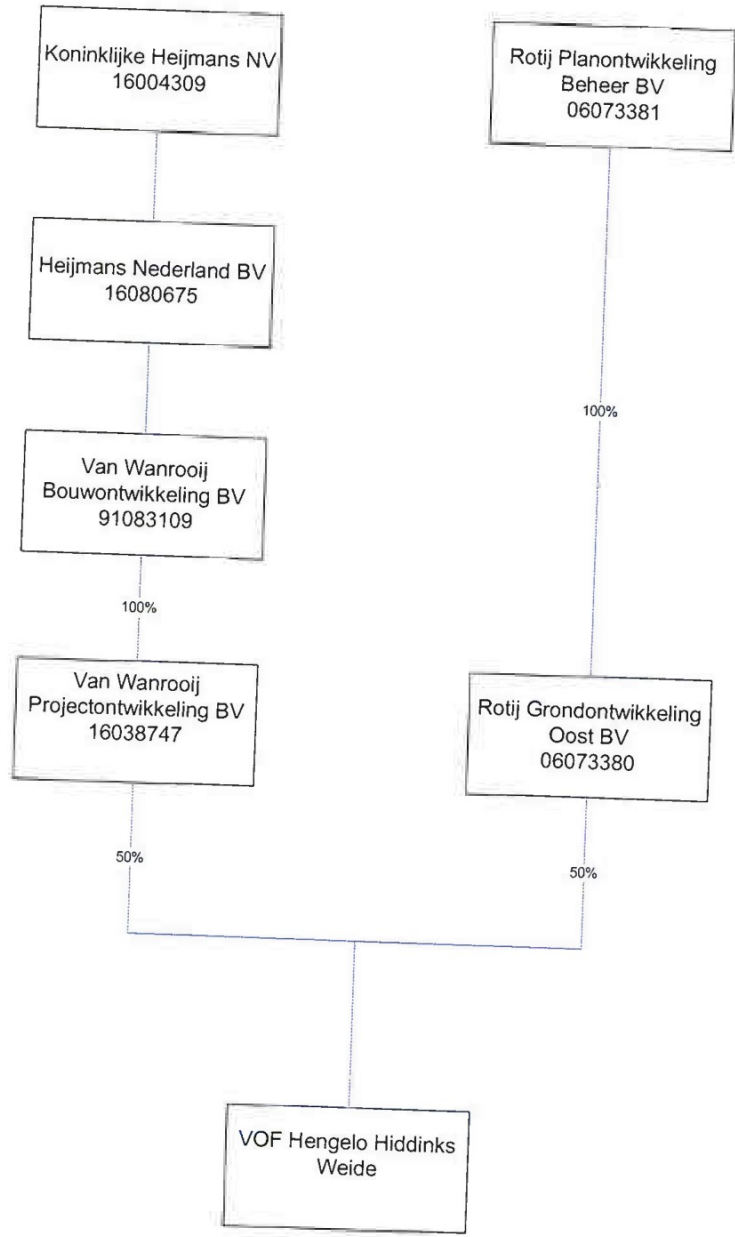 Koninklijke Heijmans NV
16004309
Rotij Planontwikkeling
Beheer BV
06073381
Heijmans Nederland BV
16080675
100%
Van Wanrooij
Bouwontwikkeling BV
91083109
100%
Van Wanrooij
Projectontwikkeling BV
16038747
Rotij Grondontwikkeling
Oost BV
06073380
50%
50%
VOF Hengelo Hiddinks
Weide